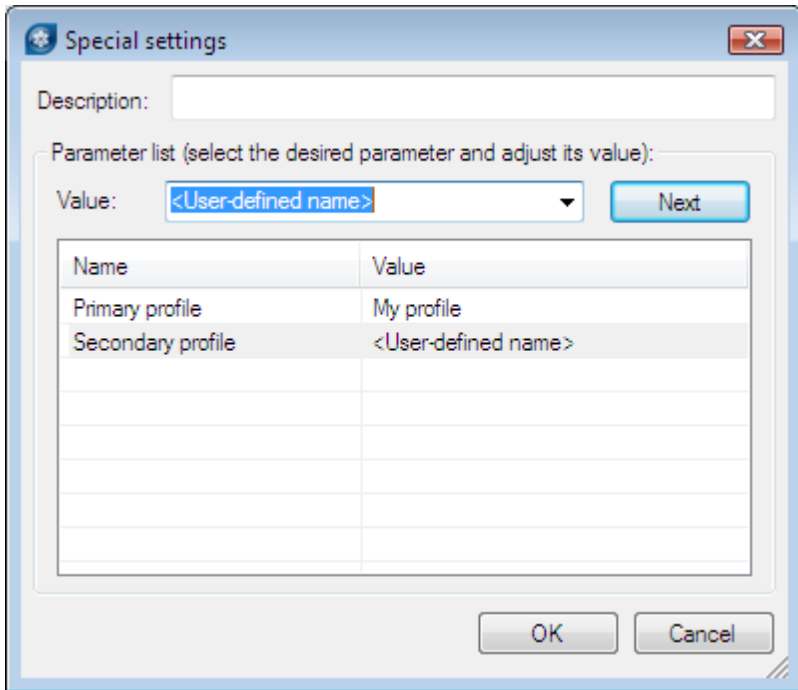 Special settings
Description:
Parameter list (select the desired parameter and adjust its value):
Value: <User-defined name> Next
Name Value
Primary profile My profile
Secondary profile <User-defined name>
OK Cancel